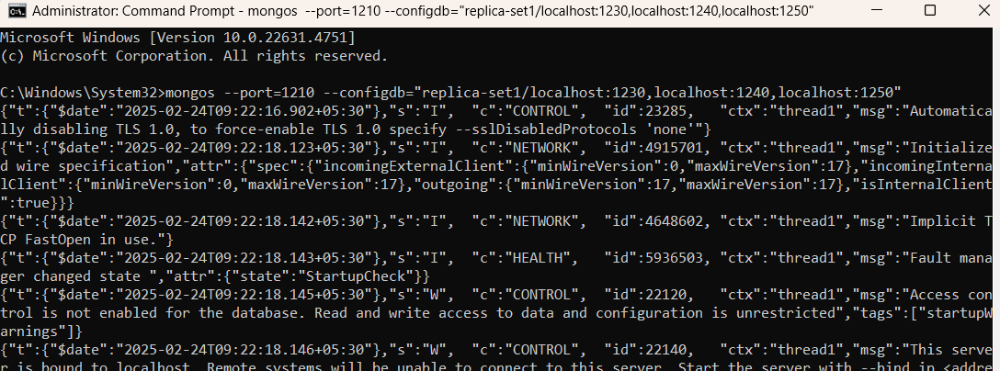 Administrator: Command Prompt - mongos --port=1210 --configdb="replica-set1/localhost:1230,localhost:1240,localhost:1250"
Microsoft Windows [Version 10.0.22631.4751]
(c) Microsoft Corporation. All rights reserved.
C:\Windows\System32>mongos --port=1210 --configdb="replica-set1/localhost:1230,localhost:1240,localhost:1250"
{"t":{"$date":"2025-02-24T09:22:16.902+05:30"},"s":"I",  "c":"CONTROL",  "id":23285,   "ctx":"thread1","msg":"Automatica
lly disabling TLS 1.0, to force-enable TLS 1.0 specify --sslDisabledProtocols 'none'"}
{"t":{"$date":"2025-02-24T09:22:18.123+05:30"},"s":"I",  "c":"NETWORK",  "id":4915701, "ctx":"thread1","msg":"Initialize
d wire specification","attr":{"spec":{"incomingExternalClient":{"minWireVersion":0,"maxWireVersion":17},"incomingInterna
lClient":{"minWireVersion":0,"maxWireVersion":17},"outgoing":{"minWireVersion":17,"maxWireVersion":17},"isInternalClient
":true}}}
{"t":{"$date":"2025-02-24T09:22:18.142+05:30"},"s":"I",  "c":"NETWORK",  "id":4648602, "ctx":"thread1","msg":"Implicit T
CP FastOpen in use."}
{"t":{"$date":"2025-02-24T09:22:18.143+05:30"},"s":"I",  "c":"HEALTH",   "id":5936503, "ctx":"thread1","msg":"Fault mana
ger changed state ","attr":{"state":"StartupCheck"}}
{"t":{"$date":"2025-02-24T09:22:18.145+05:30"},"s":"W",  "c":"CONTROL",  "id":22120,   "ctx":"thread1","msg":"Access con
trol is not enabled for the database. Read and write access to data and configuration is unrestricted","tags":["startupW
arnings"]}
{"t":{"$date":"2025-02-24T09:22:18.146+05:30"},"s":"W",  "c":"CONTROL",  "id":22140,   "ctx":"thread1","msg":"This serve
r is bound to localhost. Remote systems will be unable to connect to this server. Start the server with --bind_ip <addre